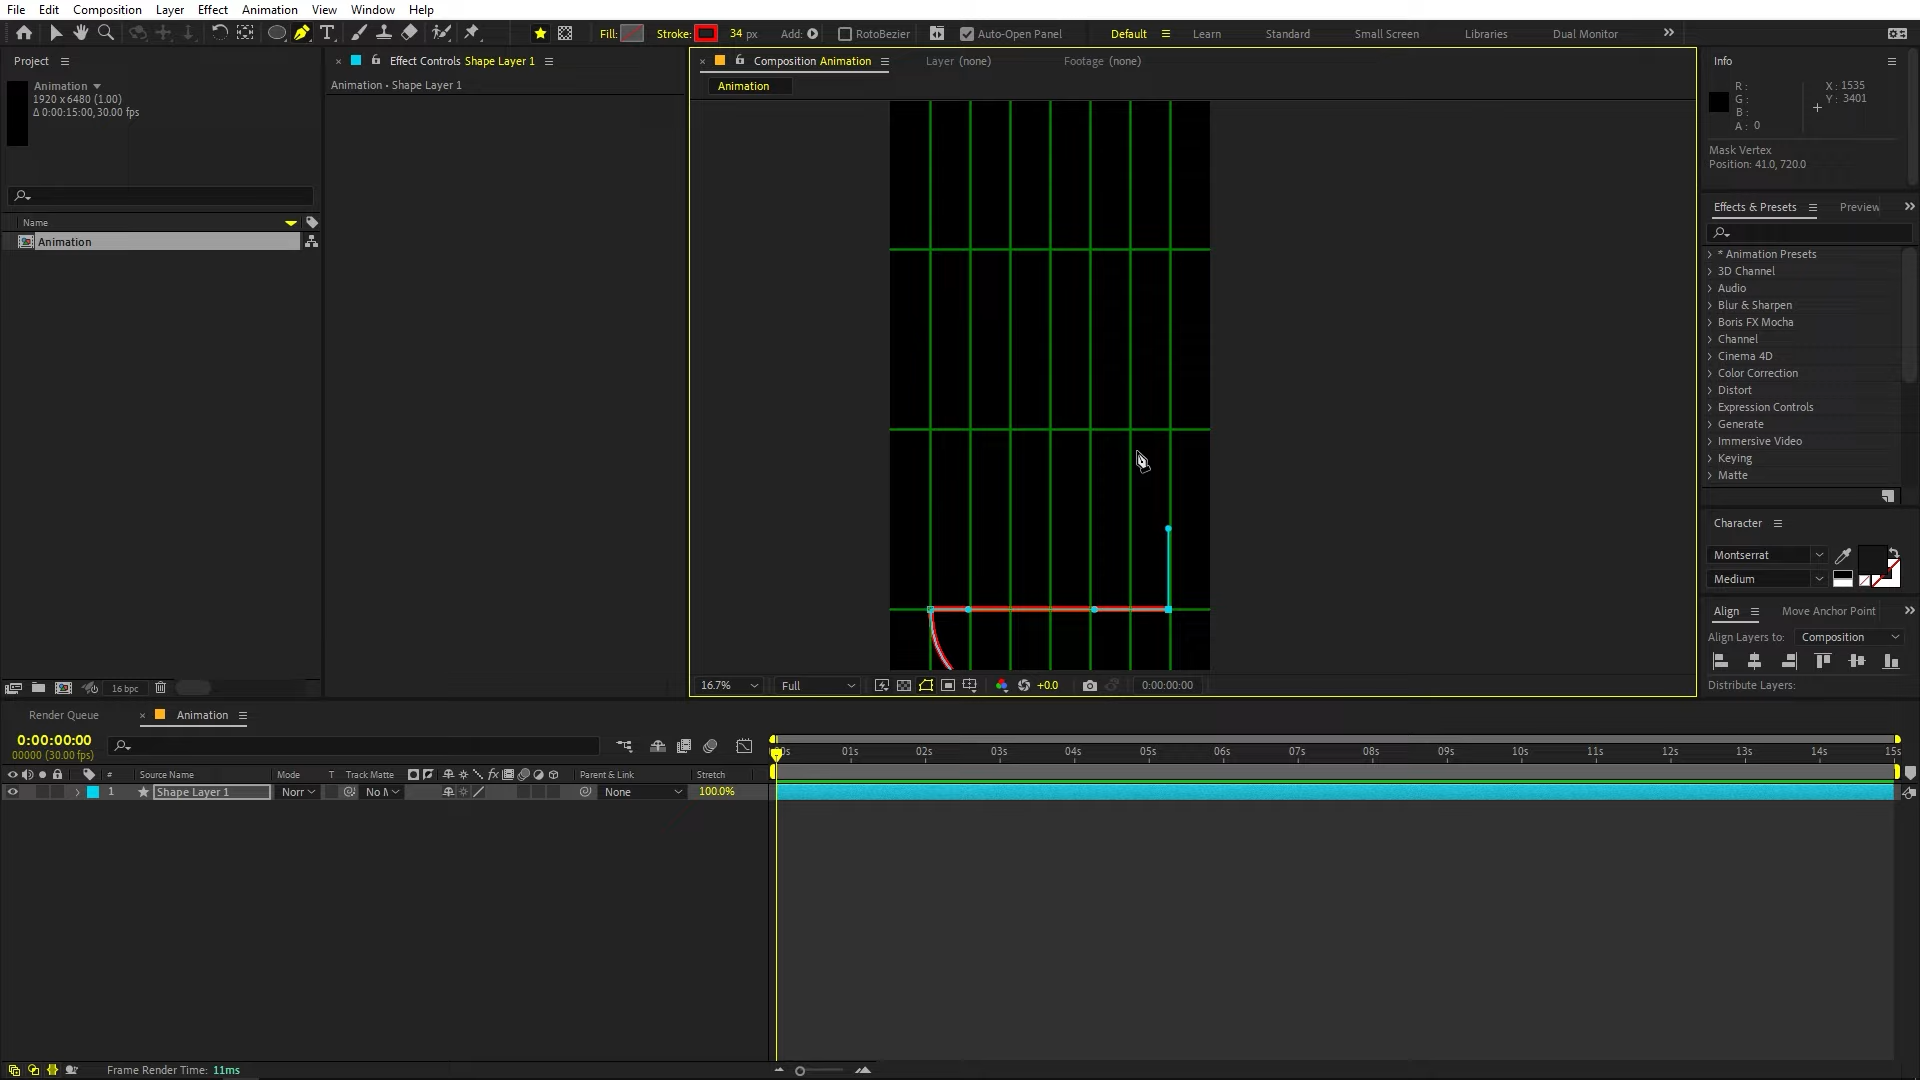 File Edit Composition Layer Effect Animation View Window Help
Fill: Stroke: 34 px Add: RotoBezier Auto-Open Panel Default Learn Standard Small Screen Libraries Dual Monitor
Project
Animation
1920 x 6480 (1.00)
Δ 0:00:15:00, 30.00 fps
Name
Animation
16 bpc
Effect Controls Shape Layer 1
Animation • Shape Layer 1
Composition Animation Layer (none) Footage (none)
Animation
16.7% Full +0.0 0:00:00:00
Info
R :
G :
B :
A : 0
X : 1535
Y : 3401
Mask Vertex
Position: 41.0, 720.0
Effects & Presets Preview
* Animation Presets
3D Channel
Audio
Blur & Sharpen
Boris FX Mocha
Channel
Cinema 4D
Color Correction
Distort
Expression Controls
Generate
Immersive Video
Keying
Matte
Character
Montserrat
Medium
Align Move Anchor Point
Align Layers to: Composition
Distribute Layers:
Render Queue Animation
0:00:00:00
00000 (30.00 fps)
01s 02s 03s 04s 05s 06s 07s 08s 09s 10s 11s 12s 13s 14s 15s
# Source Name Mode T Track Matte fx Parent & Link Stretch
1 Shape Layer 1 Norr No M None 100.0%
Frame Render Time: 11ms